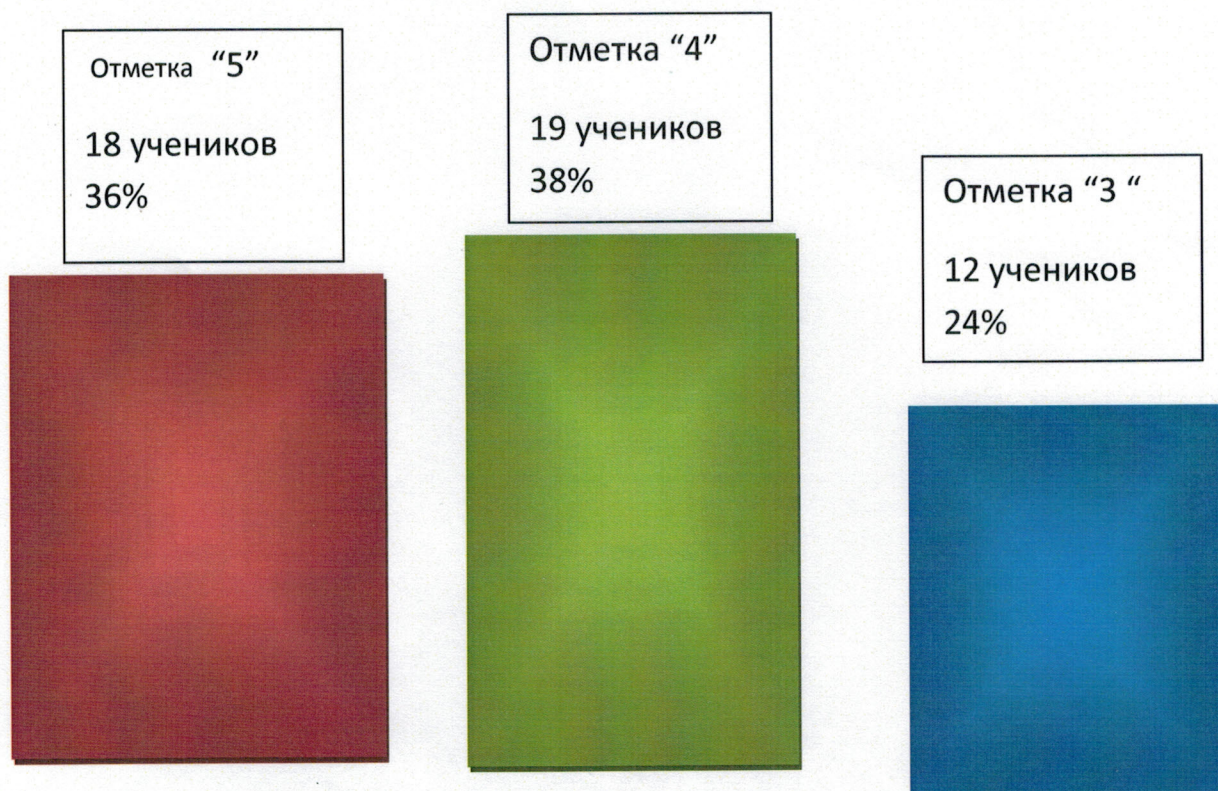 Отметка “5”
18 учеников
36%
Отметка “4”
19 учеников
38%
Отметка “3 “
12 учеников
24%